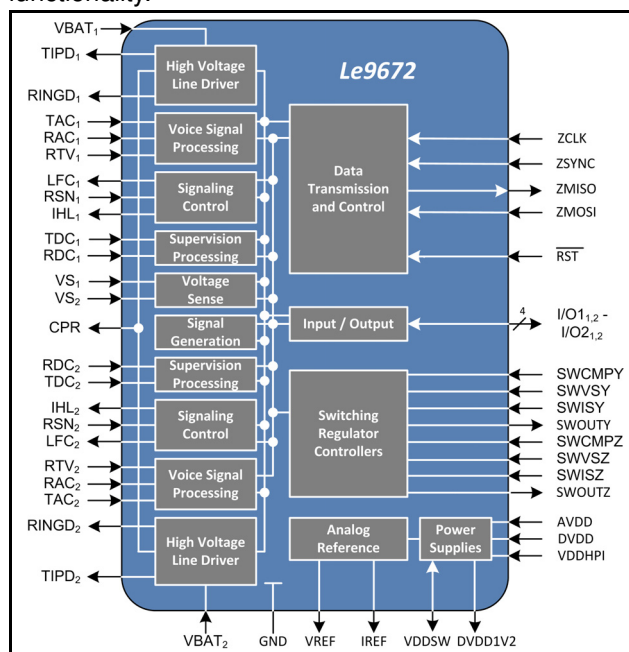 functionality.
VBAT₁
TIPD₁
RINGD₁
TAC₁
RAC₁
RTV₁
LFC₁
RSN₁
IHL₁
TDC₁
RDC₁
VS₁
VS₂
CPR
RDC₂
TDC₂
IHL₂
RSN₂
LFC₂
RTV₂
RAC₂
TAC₂
RINGD₂
TIPD₂
High Voltage
Line Driver
Voice Signal
Processing
Signaling
Control
Supervision
Processing
Voltage
Sense
Signal
Generation
Supervision
Processing
Signaling
Control
Voice Signal
Processing
High Voltage
Line Driver
Le9672
Data
Transmission
and Control
Input / Output
Switching
Regulator
Controllers
Analog
Reference
Power
Supplies
ZCLK
ZSYNC
ZMISO
ZMOSI
RST
4
I/O1₁,₂ -
I/O2₁,₂
SWCMPY
SWVSY
SWISY
SWOUTY
SWCMPZ
SWVSZ
SWISZ
SWOUTZ
AVDD
DVDD
VDDHPI
VBAT₂
GND
VREF
IREF
VDDSW
DVDD1V2